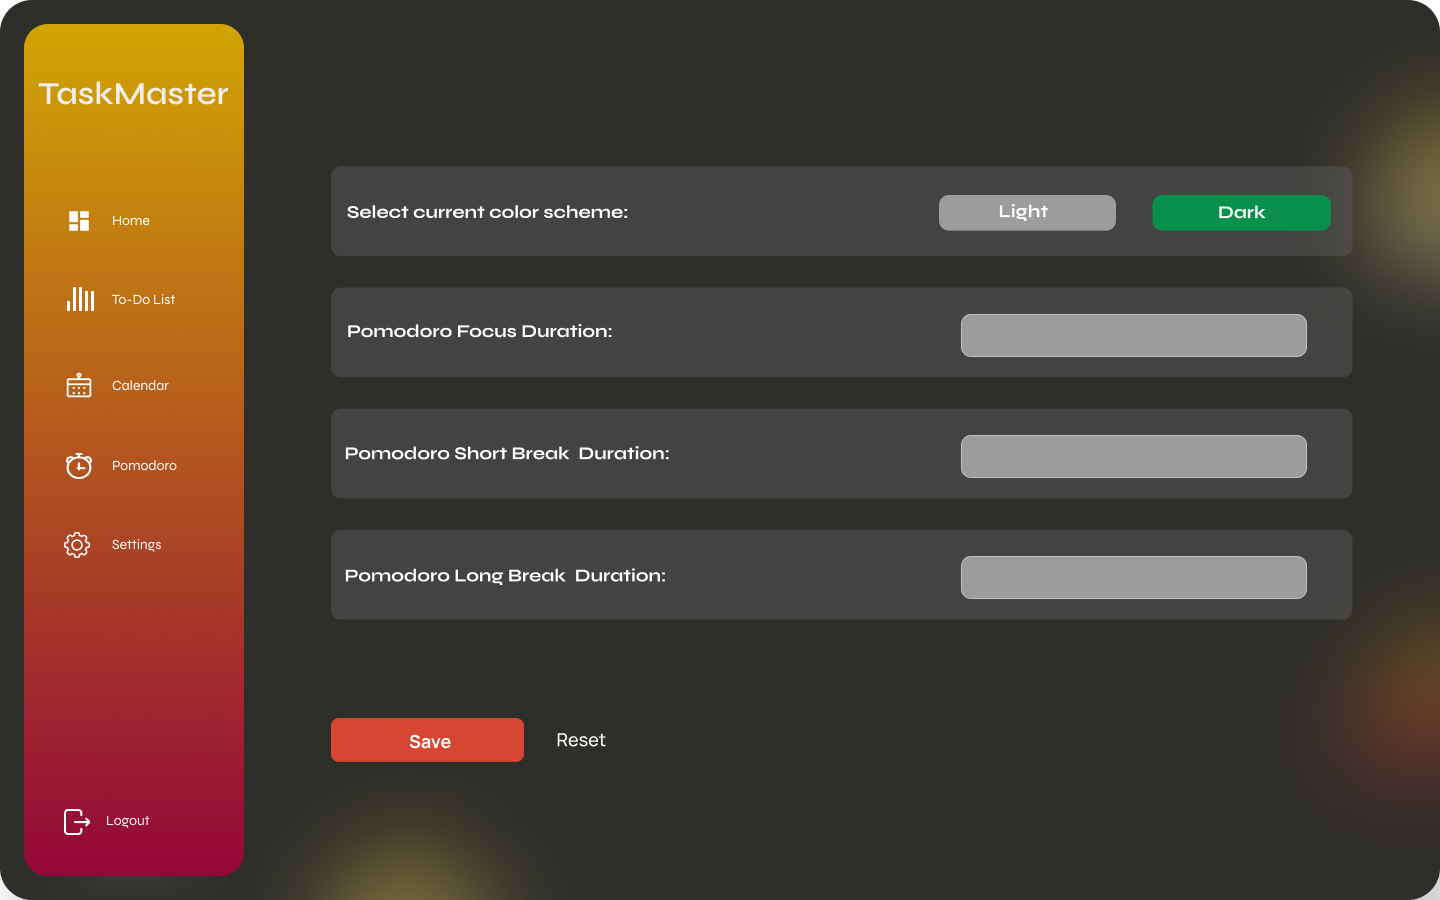 TaskMaster
Home
To-Do List
Calendar
Pomodoro
Settings
Logout
Select current color scheme:
Light
Dark
Pomodoro Focus Duration:
Pomodoro Short Break  Duration:
Pomodoro Long Break  Duration:
Save
Reset